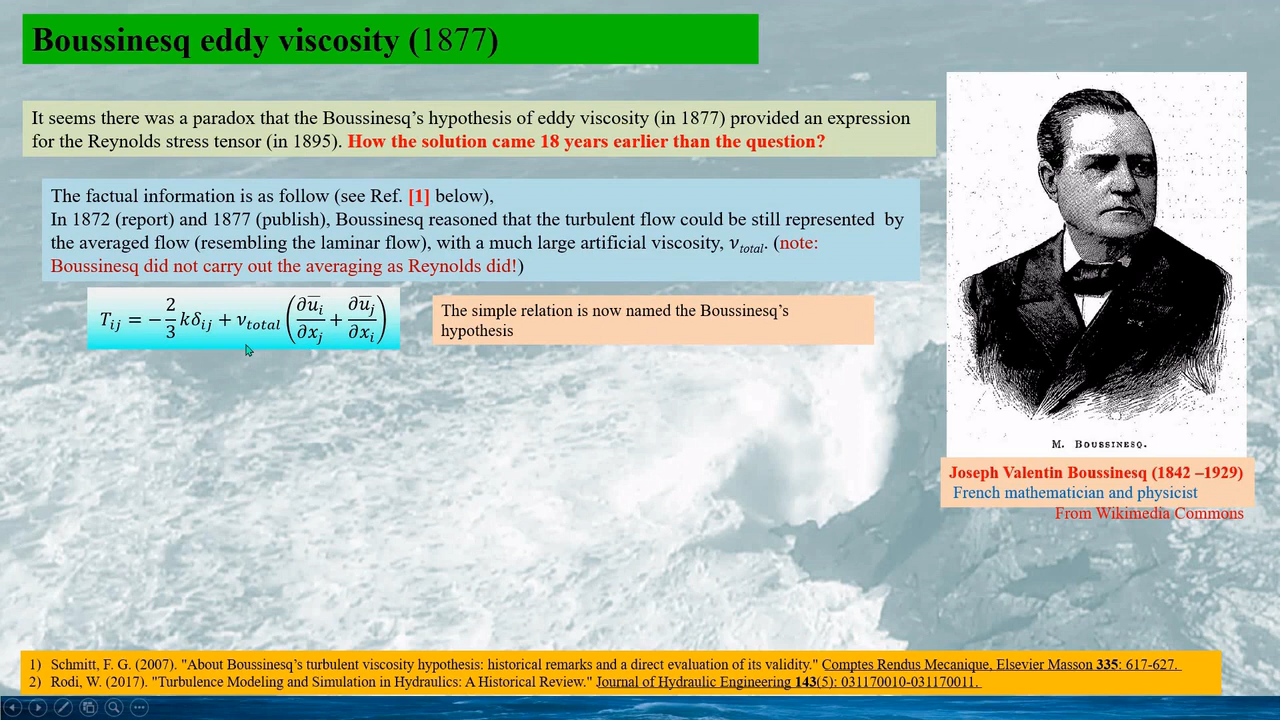 Boussinesq eddy viscosity (1877)
It seems there was a paradox that the Boussinesq's hypothesis of eddy viscosity (in 1877) provided an expression
for the Reynolds stress tensor (in 1895). How the solution came 18 years earlier than the question?
The factual information is as follow (see Ref. [1] below),
In 1872 (report) and 1877 (publish), Boussinesq reasoned that the turbulent flow could be still represented by
the averaged flow (resembling the laminar flow), with a much large artificial viscosity, ν_total. (note:
Boussinesq did not carry out the averaging as Reynolds did!)
T_ij = −2/3 kδ_ij + ν_total (∂u̅_i/∂x_j + ∂u̅_j/∂x_i)
The simple relation is now named the Boussinesq's
hypothesis
M. BOUSSINESQ.
Joseph Valentin Boussinesq (1842 –1929)
French mathematician and physicist
From Wikimedia Commons
1) Schmitt, F. G. (2007). "About Boussinesq's turbulent viscosity hypothesis: historical remarks and a direct evaluation of its validity." Comptes Rendus Mecanique, Elsevier Masson 335: 617-627.
2) Rodi, W. (2017). "Turbulence Modeling and Simulation in Hydraulics: A Historical Review." Journal of Hydraulic Engineering 143(5): 031170010-031170011.